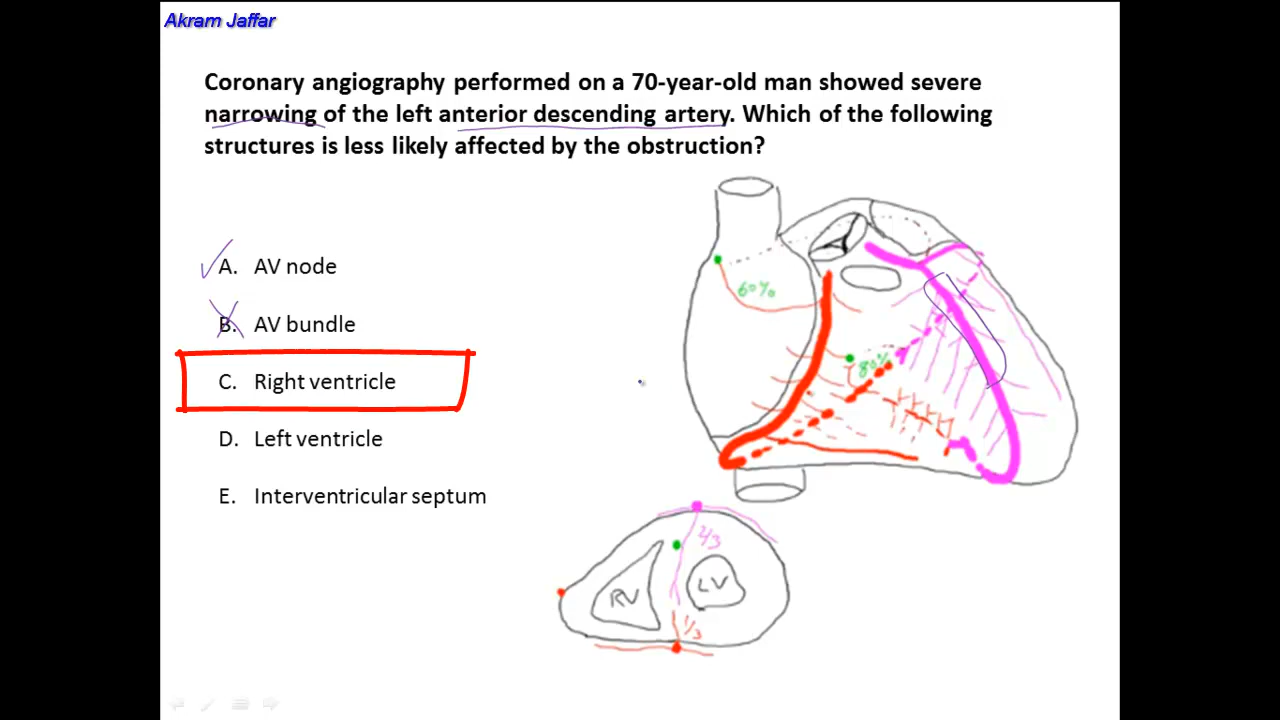 Akram Jaffar
Coronary angiography performed on a 70-year-old man showed severe
narrowing of the left anterior descending artery. Which of the following
structures is less likely affected by the obstruction?
A. AV node
B. AV bundle
C. Right ventricle
D. Left ventricle
E. Interventricular septum
60%
80%
2/3
RV
LV
1/3